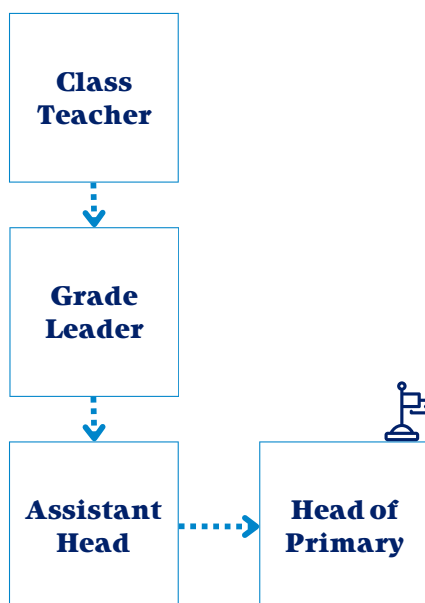 Class
Teacher
Grade
Leader
Assistant
Head
Head of
Primary